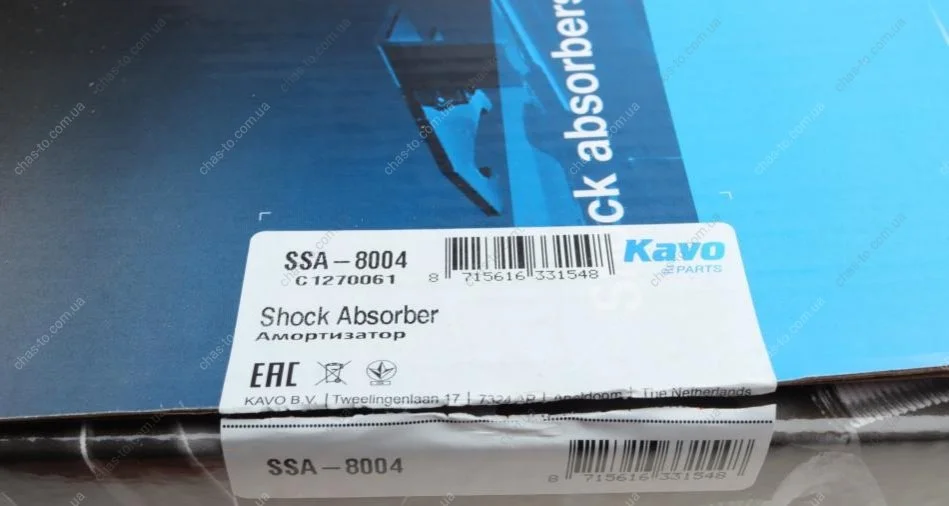 ck absorbers
SSA-8004
C1270061
8 715616 331548
Kavo
PARTS
Shock Absorber
Амортизатор
EAC
KAVO B.V. | Tweelingenlaan 17 | 7324 AP | Apeldoorn | The Netherlands
SSA-8004
8 715616 331548
chas-to.com.ua